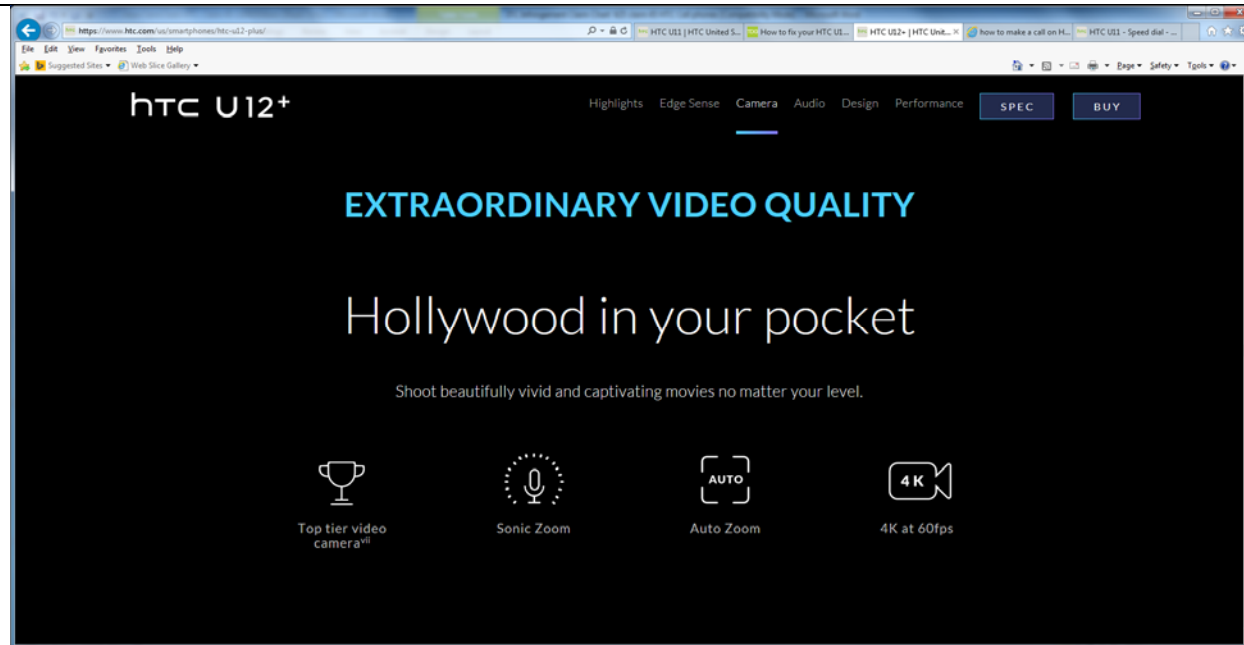 https://www.htc.com/us/smartphones/htc-u12-plus/
HTC U11 | HTC United S...
How to fix your HTC U1...
HTC U12+ | HTC Unit...
how to make a call on H...
HTC U11 - Speed dial - ...
File Edit View Favorites Tools Help
Suggested Sites
Web Slice Gallery
Page Safety Tools
hTC U12+
Highlights Edge Sense Camera Audio Design Performance SPEC BUY
EXTRAORDINARY VIDEO QUALITY
Hollywood in your pocket
Shoot beautifully vivid and captivating movies no matter your level.
AUTO
4K
Top tier video
cameraᵛⁱⁱ
Sonic Zoom
Auto Zoom
4K at 60fps